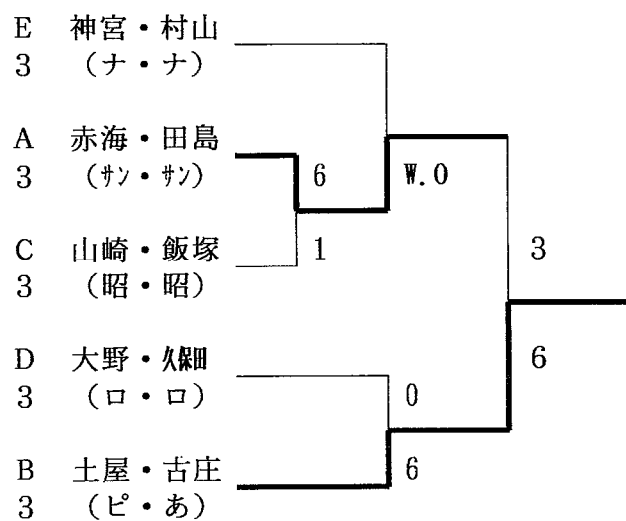 E 神宮・村山
3 （ナ・ナ）
A 赤海・田島
3 （サン・サン）
6
W.O
C 山崎・飯塚
3 （昭・昭）
1
3
D 大野・久保田
3 （ロ・ロ）
0
6
B 土屋・古庄
3 （ピ・あ）
6